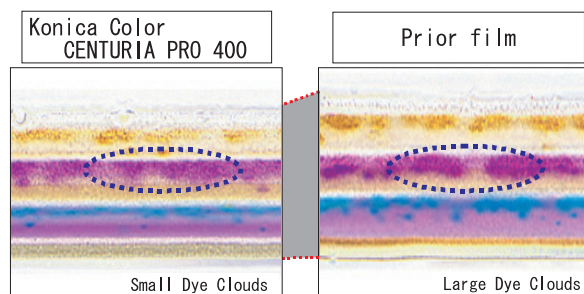 Konica Color
CENTURIA PRO 400
Prior film
Small Dye Clouds
Large Dye Clouds